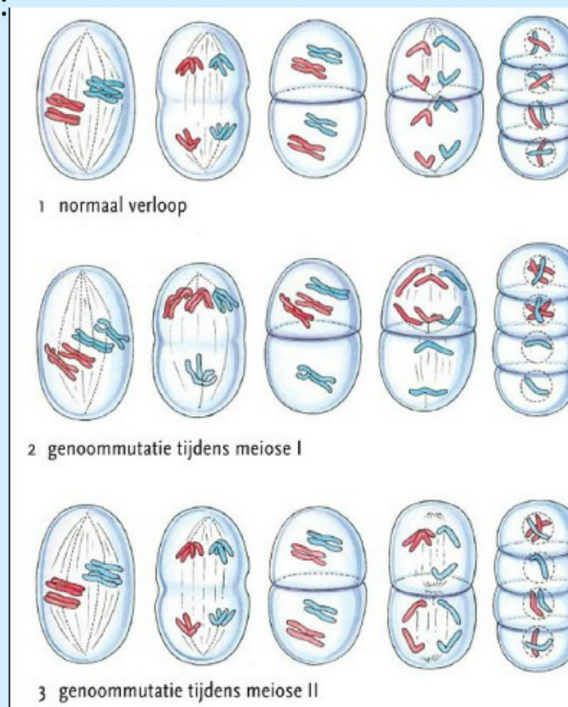 1 normaal verloop
2 genoommutatie tijdens meiose I
3 genoommutatie tijdens meiose II